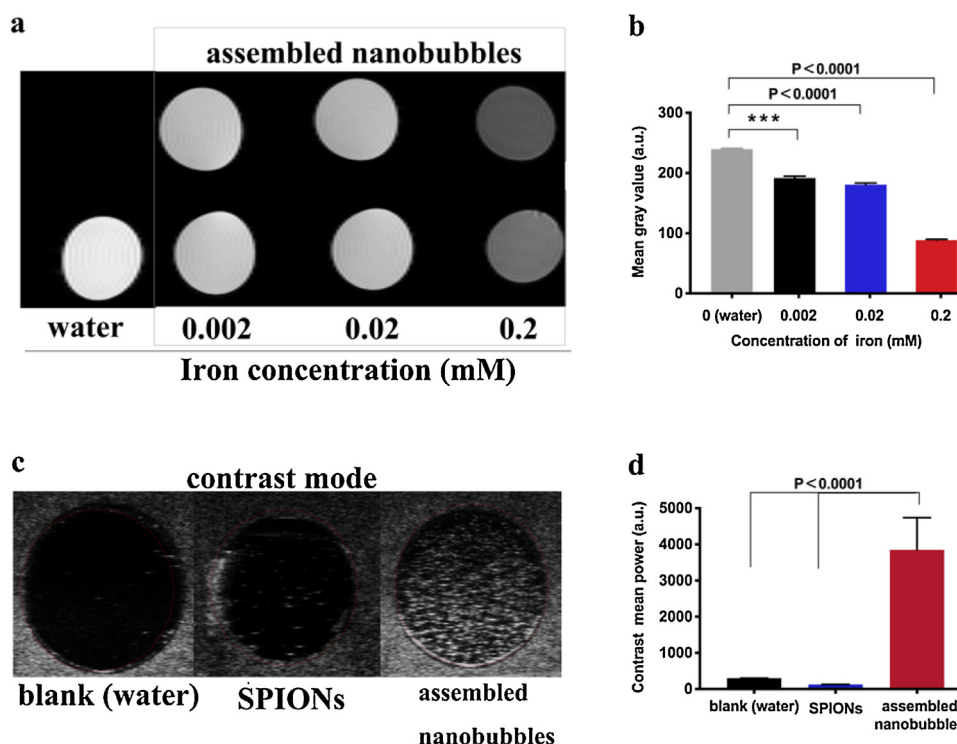 a
assembled nanobubbles
water
0.002
0.02
0.2
Iron concentration (mM)
b
P < 0.0001
P < 0.0001
***
Mean gray value (a.u.)
300
200
100
0
0 (water)
0.002
0.02
0.2
Concentration of iron (mM)
c
contrast mode
blank (water)
SPIONs
assembled
nanobubbles
d
P < 0.0001
Contrast mean power (a.u.)
5000
4000
3000
2000
1000
0
blank (water)
SPIONs
assembled
nanobubble